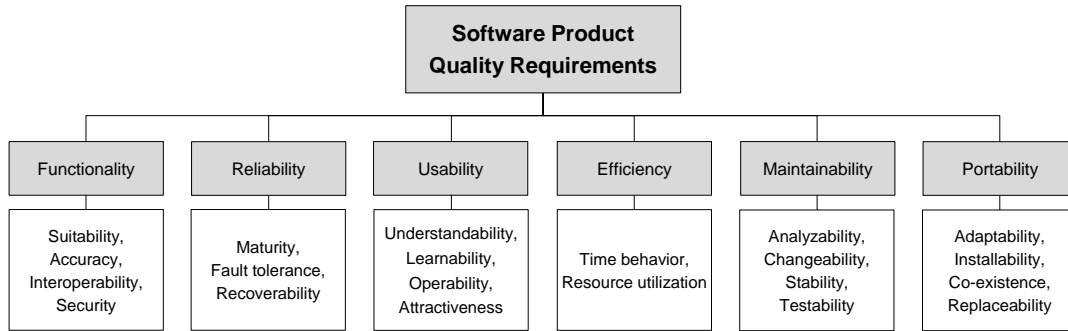 Software Product
Quality Requirements
Functionality
Reliability
Usability
Efficiency
Maintainability
Portability
Suitability,
Accuracy,
Interoperability,
Security
Maturity,
Fault tolerance,
Recoverability
Understandability,
Learnability,
Operability,
Attractiveness
Time behavior,
Resource utilization
Analyzability,
Changeability,
Stability,
Testability
Adaptability,
Installability,
Co-existence,
Replaceability